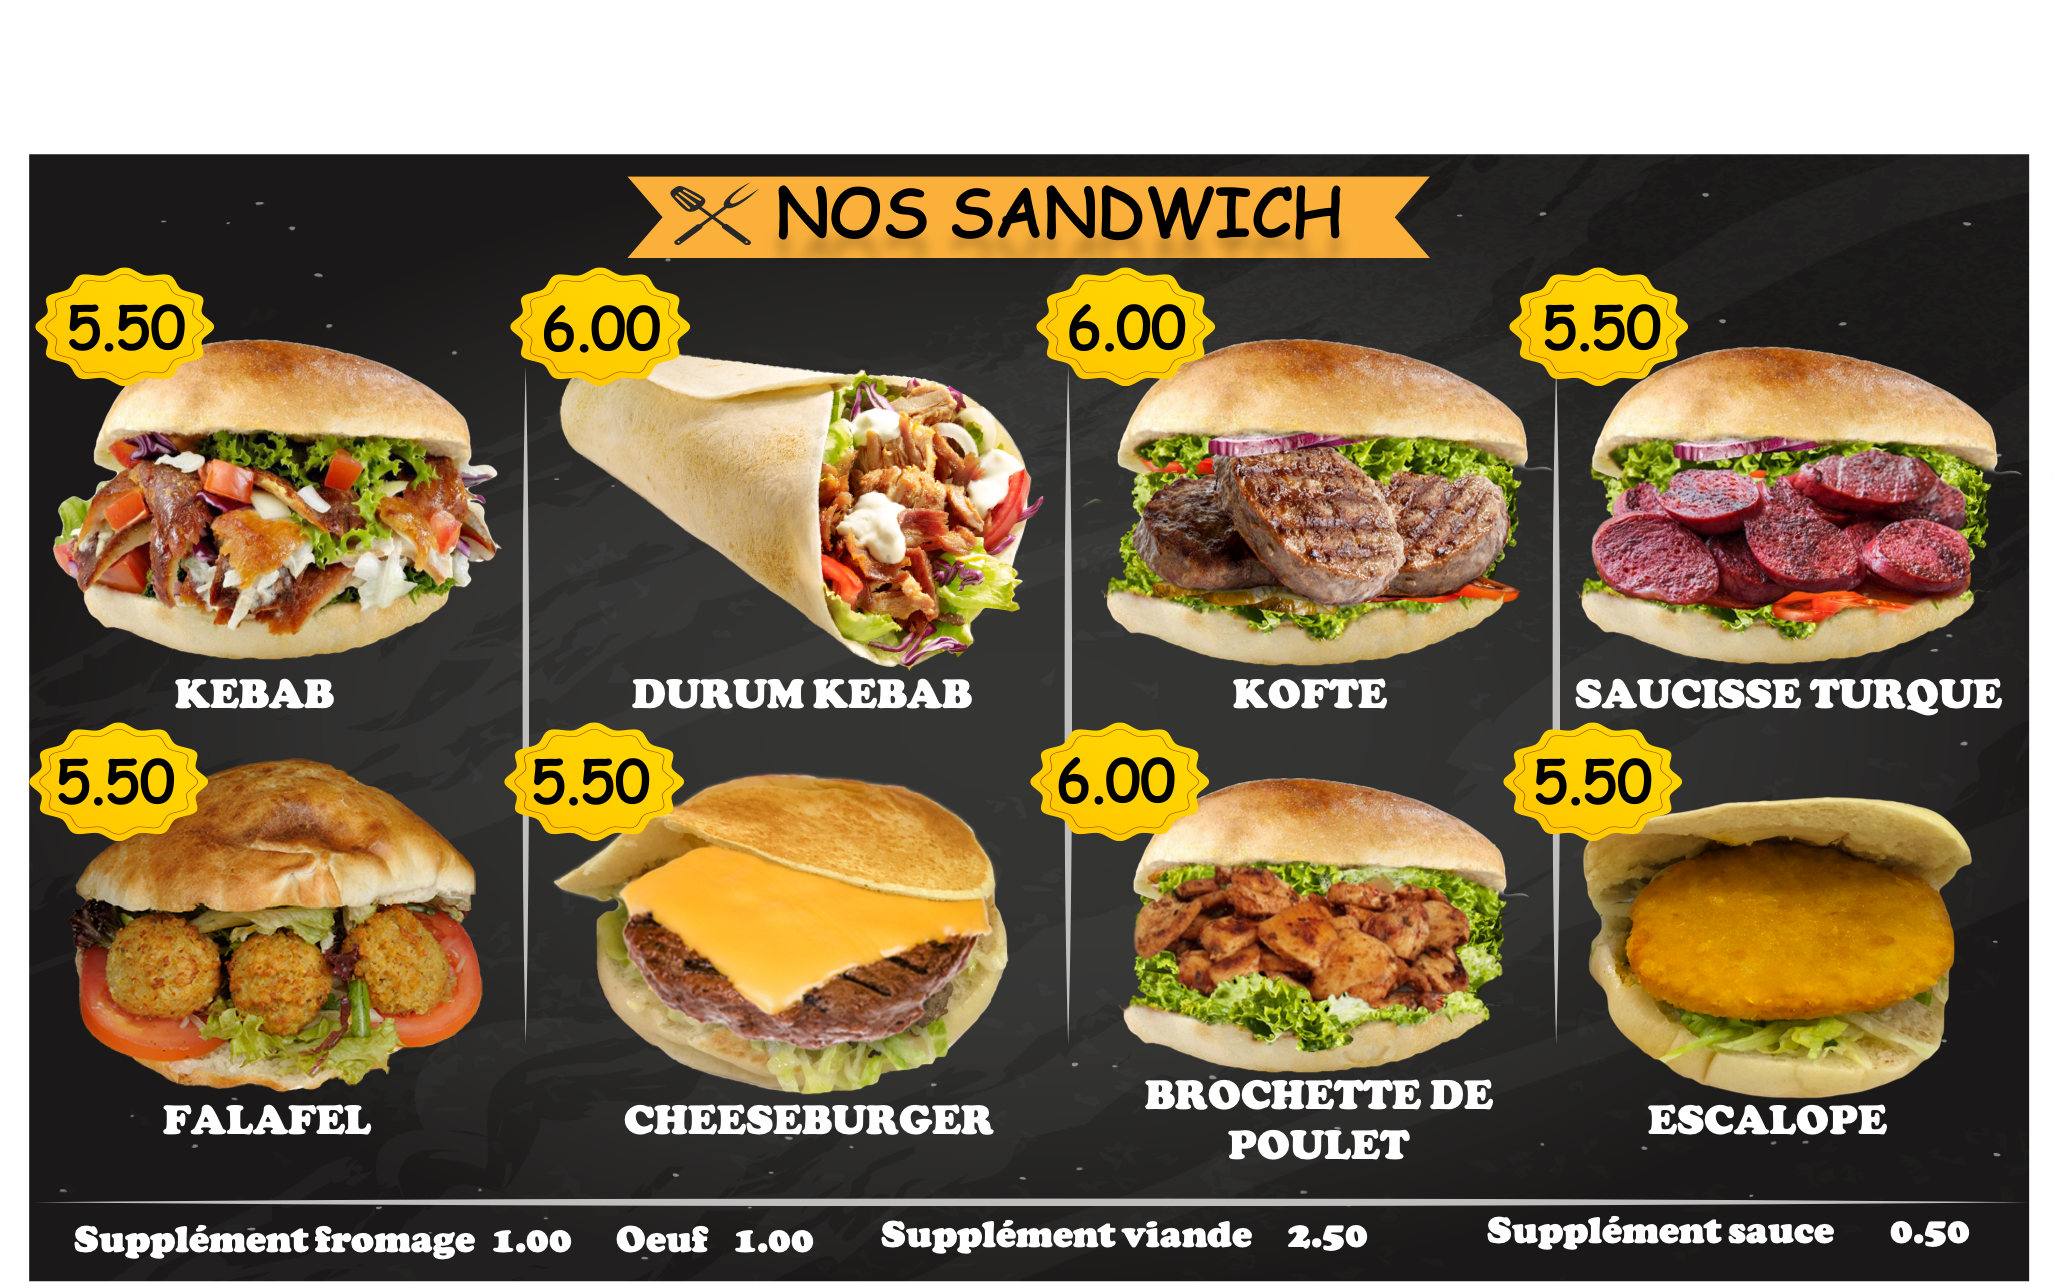 NOS SANDWICH
5.50
6.00
6.00
5.50
KEBAB
DURUM KEBAB
KOFTE
SAUCISSE TURQUE
5.50
5.50
6.00
5.50
FALAFEL
CHEESEBURGER
BROCHETTE DE
POULET
ESCALOPE
Supplément fromage 1.00 Oeuf 1.00 Supplément viande 2.50 Supplément sauce 0.50